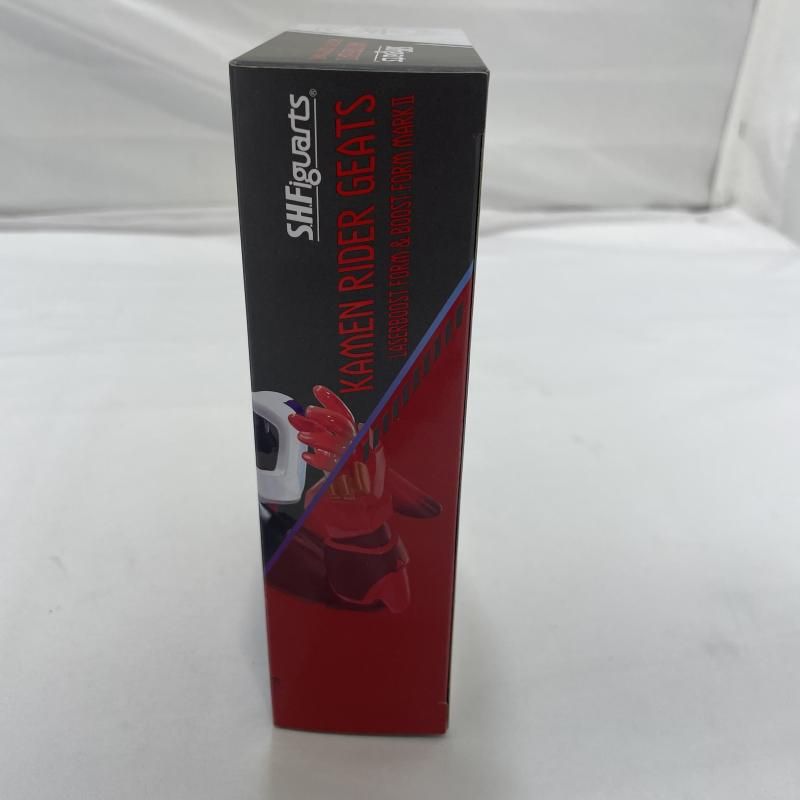 S.H.Figuarts®
KAMEN RIDER GEATS
LASERBOOST FORM & BOOST FORM MARK II